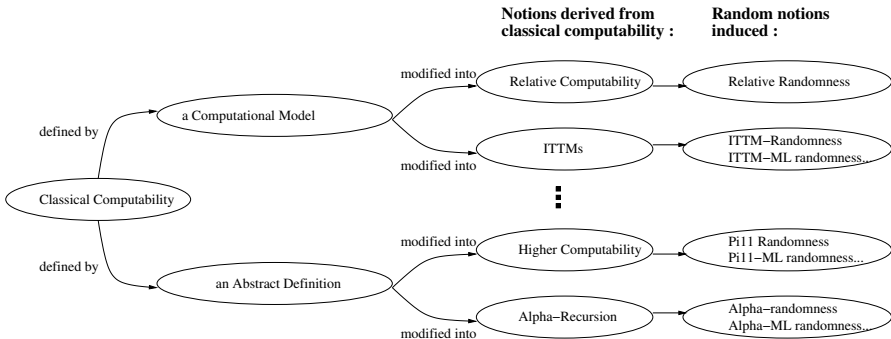 Notions derived from
classical computability :
Random notions
induced :
modified into
Relative Computability
Relative Randomness
defined by
a Computational Model
modified into
ITTMs
ITTM−Randomness
ITTM−ML randomness...
Classical Computability
defined by
an Abstract Definition
modified into
Higher Computability
Pi11 Randomness
Pi11−ML randomness...
modified into
Alpha−Recursion
Alpha−randomness
Alpha−ML randomness...